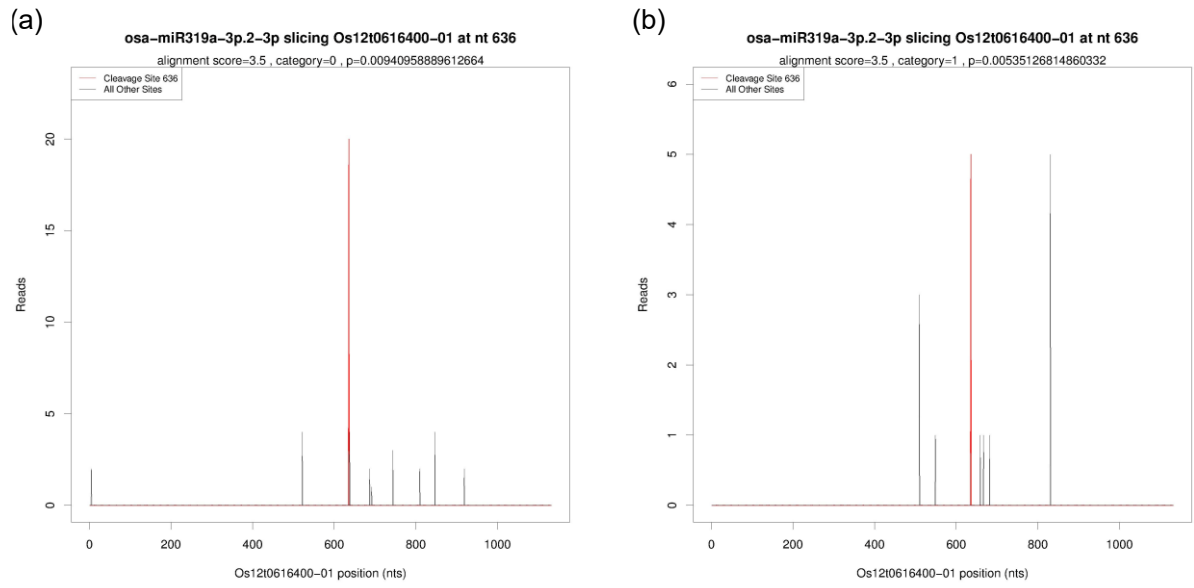 (a)
osa-miR319a-3p.2-3p slicing Os12t0616400-01 at nt 636
alignment score=3.5 , category=0 , p=0.00940958889612664
Cleavage Site 636
All Other Sites
20
15
10
5
0
Reads
0 200 400 600 800 1000
Os12t0616400-01 position (nts)
(b)
osa-miR319a-3p.2-3p slicing Os12t0616400-01 at nt 636
alignment score=3.5 , category=1 , p=0.00535126814860332
Cleavage Site 636
All Other Sites
6
5
4
3
2
1
0
Reads
0 200 400 600 800 1000
Os12t0616400-01 position (nts)